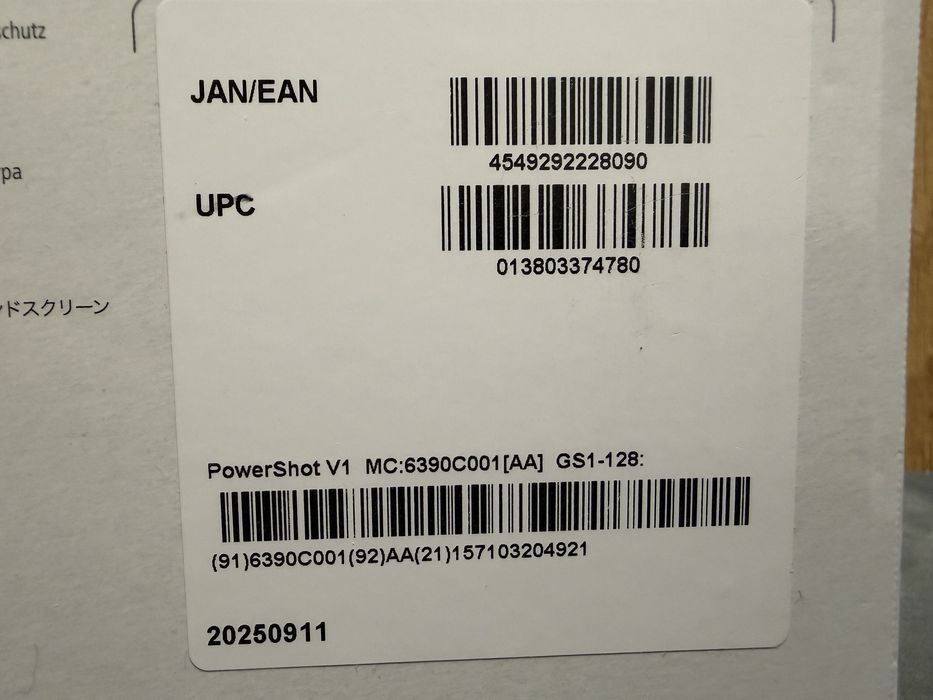 schutz
JAN/EAN
4549292228090
UPC
013803374780
pa
ドスクリーン
PowerShot V1 MC:6390C001[AA] GS1-128:
(91)6390C001(92)AA(21)157103204921
20250911